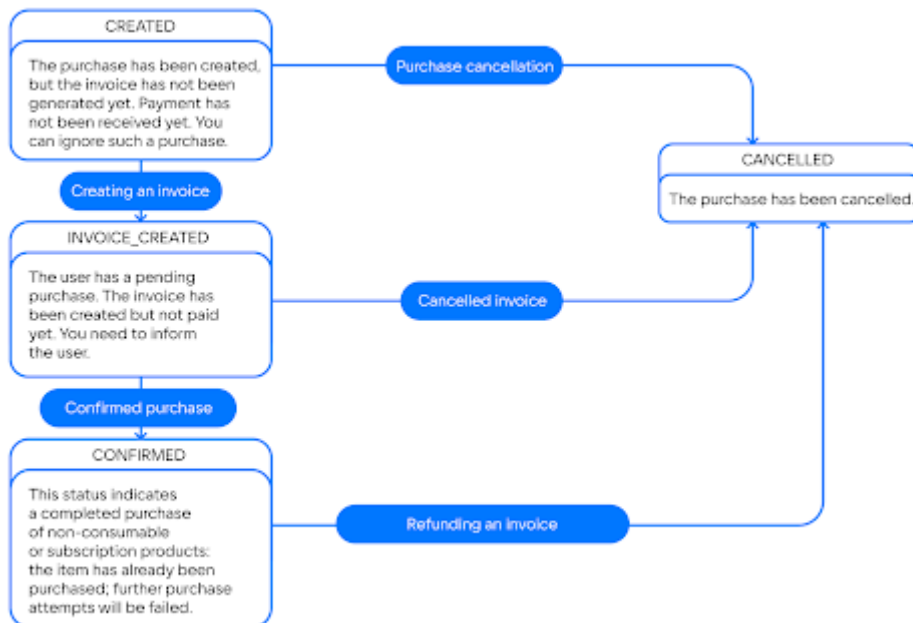 CREATED
The purchase has been created,
but the invoice has not been
generated yet. Payment has
not been received yet. You
can ignore such a purchase.
Purchase cancellation
CANCELLED
The purchase has been cancelled.
Creating an invoice
INVOICE_CREATED
The user has a pending
purchase. The invoice has
been created but not paid
yet. You need to inform
the user.
Cancelled invoice
Confirmed purchase
CONFIRMED
This status indicates
a completed purchase
of non-consumable
or subscription products:
the item has already been
purchased; further purchase
attempts will be failed.
Refunding an invoice